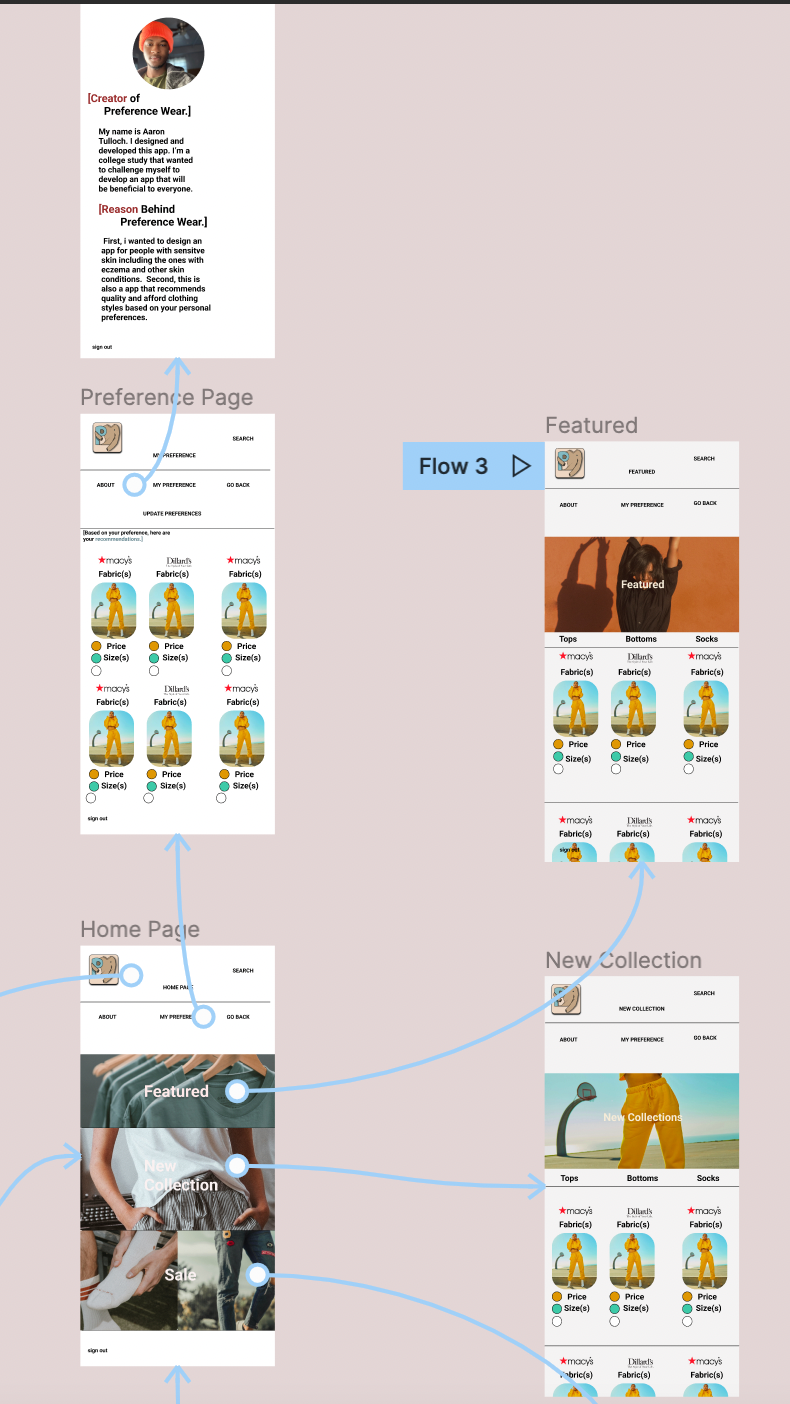 [Creator of
Preference Wear.]
My name is Aaron
Tulloch. I designed and
developed this app. I'm a
college study that wanted
to challenge myself to
develop an app that will
be beneficial to everyone.
[Reason Behind
Preference Wear.]
First, i wanted to design an
app for people with sensitve
skin including the ones with
eczema and other skin
conditions. Second, this is
also a app that recommends
quality and afford clothing
styles based on your personal
preferences.
sign out
Preference Page
SEARCH
MY PREFERENCE
ABOUT MY PREFERENCE GO BACK
UPDATE PREFERENCES
[Based on your preference, here are
your recommendations.]
macy's Dillard's macy's
Fabric(s) Fabric(s) Fabric(s)
Price Price Price
Size(s) Size(s) Size(s)
macy's Dillard's macy's
Fabric(s) Fabric(s) Fabric(s)
Price Price Price
Size(s) Size(s) Size(s)
sign out
Flow 3
Featured
SEARCH
FEATURED
ABOUT MY PREFERENCE GO BACK
Featured
Tops Bottoms Socks
macy's Dillard's macy's
Fabric(s) Fabric(s) Fabric(s)
Price Price Price
Size(s) Size(s) Size(s)
macy's Dillard's macy's
Fabric(s) Fabric(s) Fabric(s)
sign out
Home Page
SEARCH
HOME PAGE
ABOUT MY PREFERE GO BACK
Featured
New
Collection
Sale
sign out
New Collection
SEARCH
NEW COLLECTION
ABOUT MY PREFERENCE GO BACK
New Collections
Tops Bottoms Socks
macy's Dillard's macy's
Fabric(s) Fabric(s) Fabric(s)
Price Price Price
Size(s) Size(s) Size(s)
macy's Dillard's macy's
Fabric(s) Fabric(s) Fabric(s)